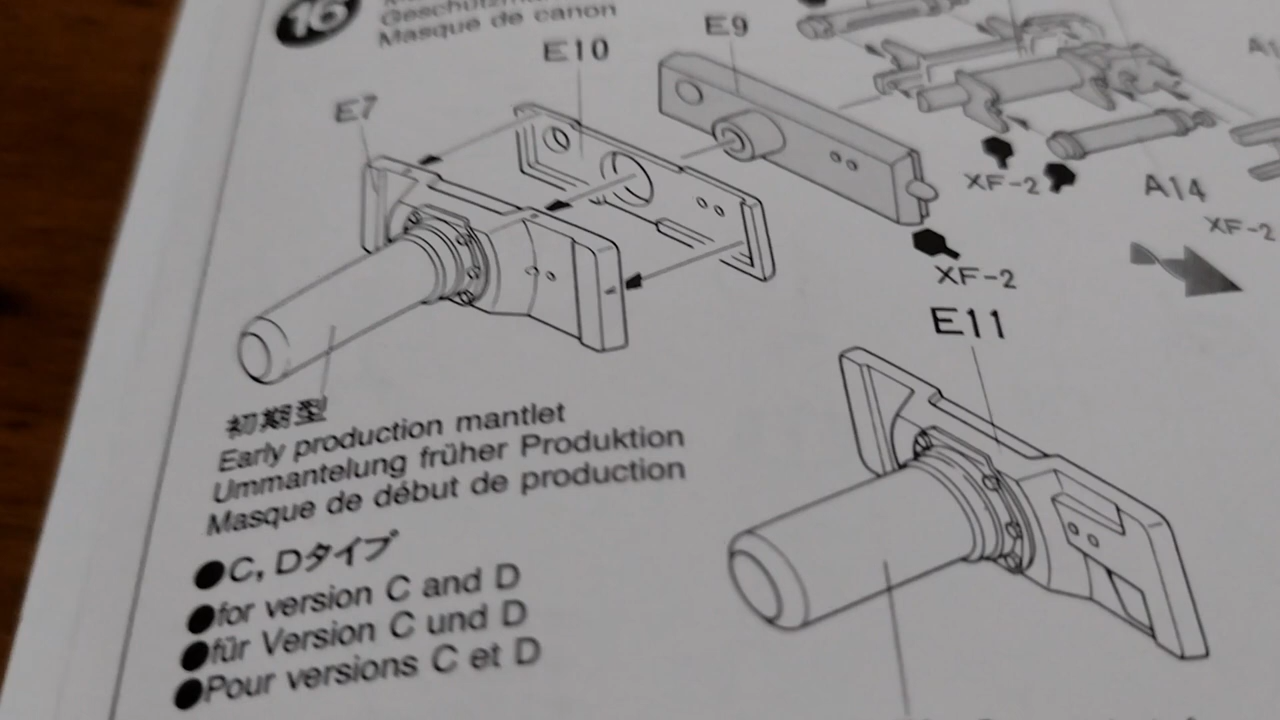 16
Masque de canon
E10
E9
E7
XF-2
A14
XF-2
XF-2
E11
初期型
Early production mantlet
Ummantelung früher Produktion
Masque de début de production
●C, Dタイプ
●for version C and D
●für Version C und D
●Pour versions C et D